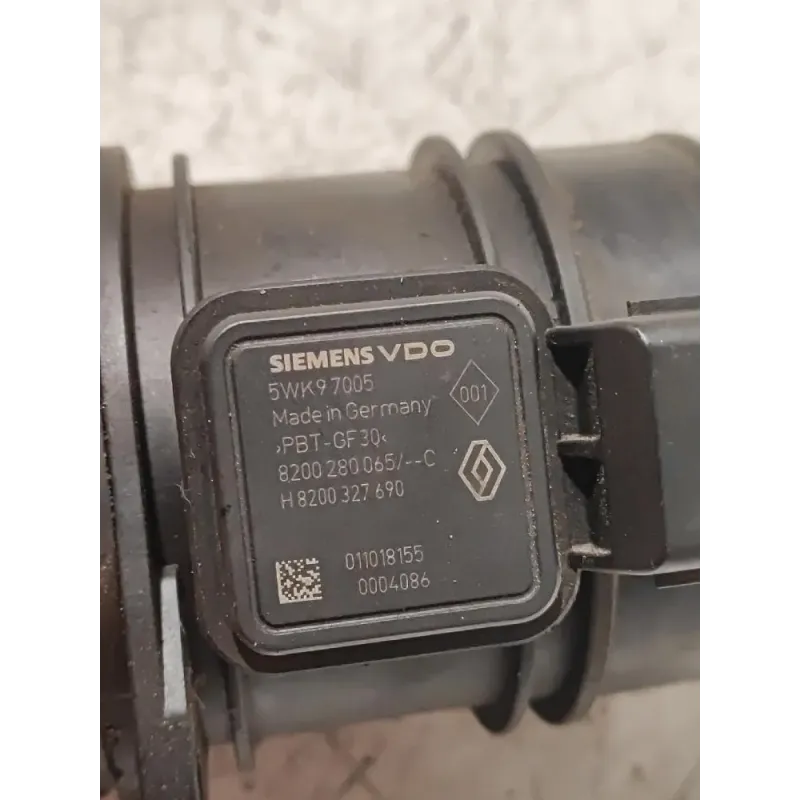 SIEMENS VDO
5WK9 7005
001
Made in Germany
>PBT-GF30<
8200 280 065/--C
H 8200 327 690
011018155
0004086